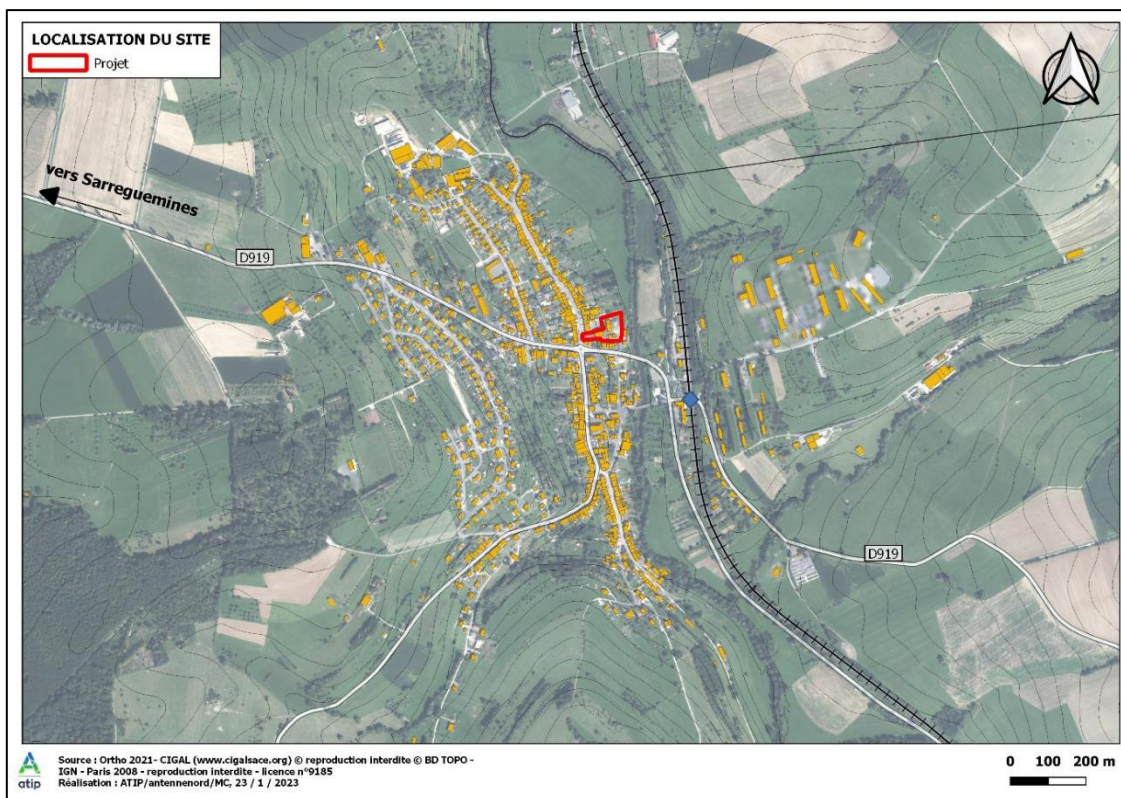 LOCALISATION DU SITE
Projet
vers Sarreguemines
D919
D919
atip
Source : Ortho 2021- CIGAL (www.cigalsace.org) © reproduction interdite © BD TOPO -
IGN - Paris 2008 - reproduction interdite - licence n°9185
Réalisation : ATIP/antennenord/MC, 23 / 1 / 2023
0 100 200 m